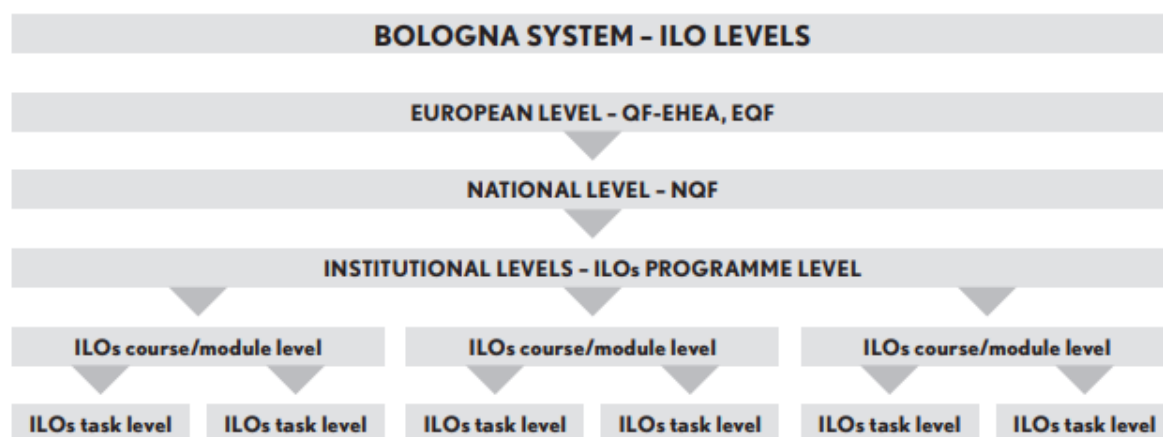 BOLOGNA SYSTEM – ILO LEVELS
EUROPEAN LEVEL – QF-EHEA, EQF
NATIONAL LEVEL – NQF
INSTITUTIONAL LEVELS – ILOs PROGRAMME LEVEL
ILOs course/module level
ILOs course/module level
ILOs course/module level
ILOs task level
ILOs task level
ILOs task level
ILOs task level
ILOs task level
ILOs task level